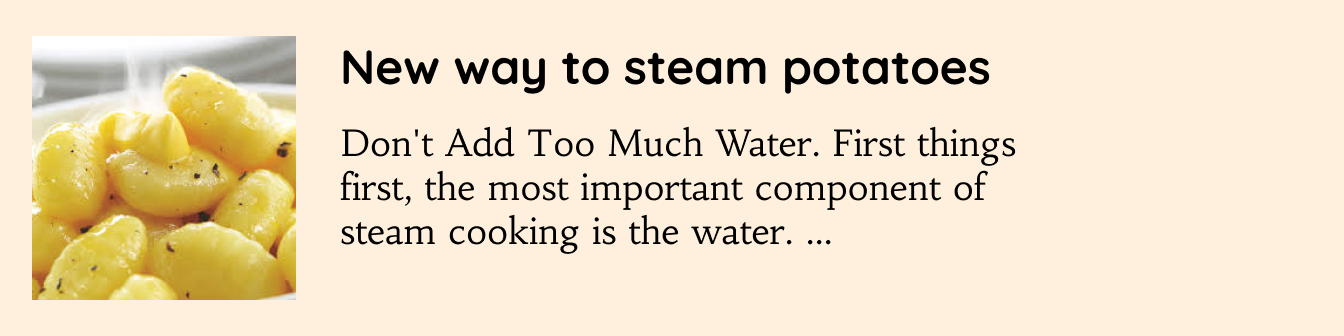 New way to steam potatoes
Don't Add Too Much Water. First things
first, the most important component of
steam cooking is the water. ...